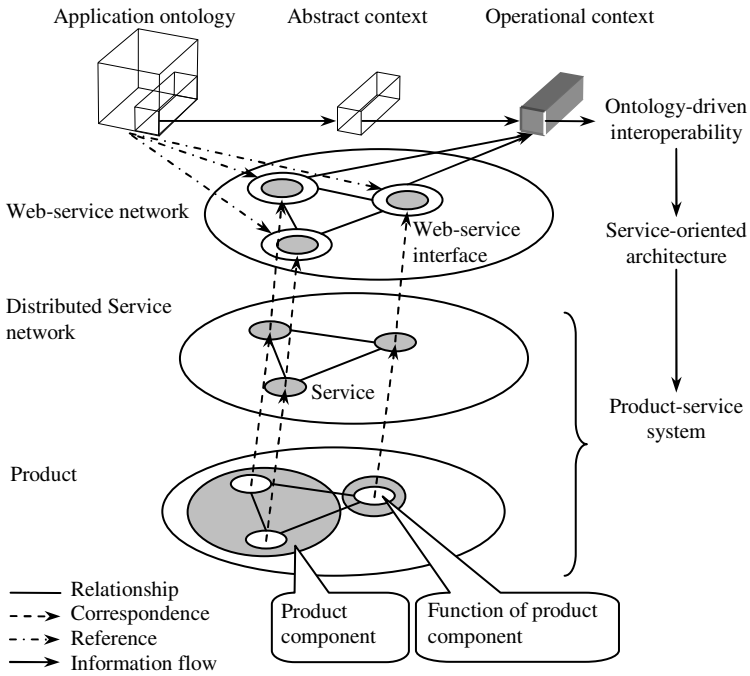 Application ontology
Abstract context
Operational context
Ontology-driven
interoperability
Web-service network
Web-service
interface
Service-oriented
architecture
Distributed Service
network
Service
Product-service
system
Product
Relationship
Correspondence
Reference
Information flow
Product
component
Function of product
component